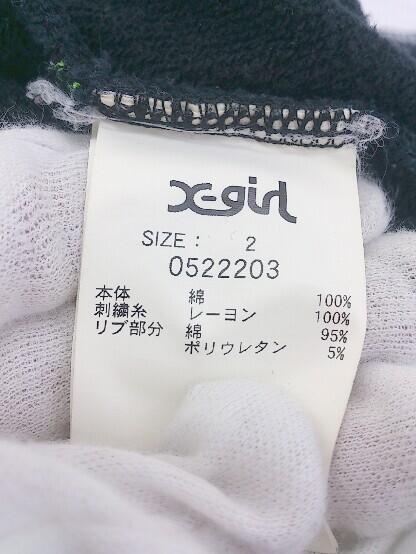 X-girl
SIZE: 2
0522203
本体 綿 100%
刺繍糸 レーヨン 100%
リブ部分 綿 95%
ポリウレタン 5%